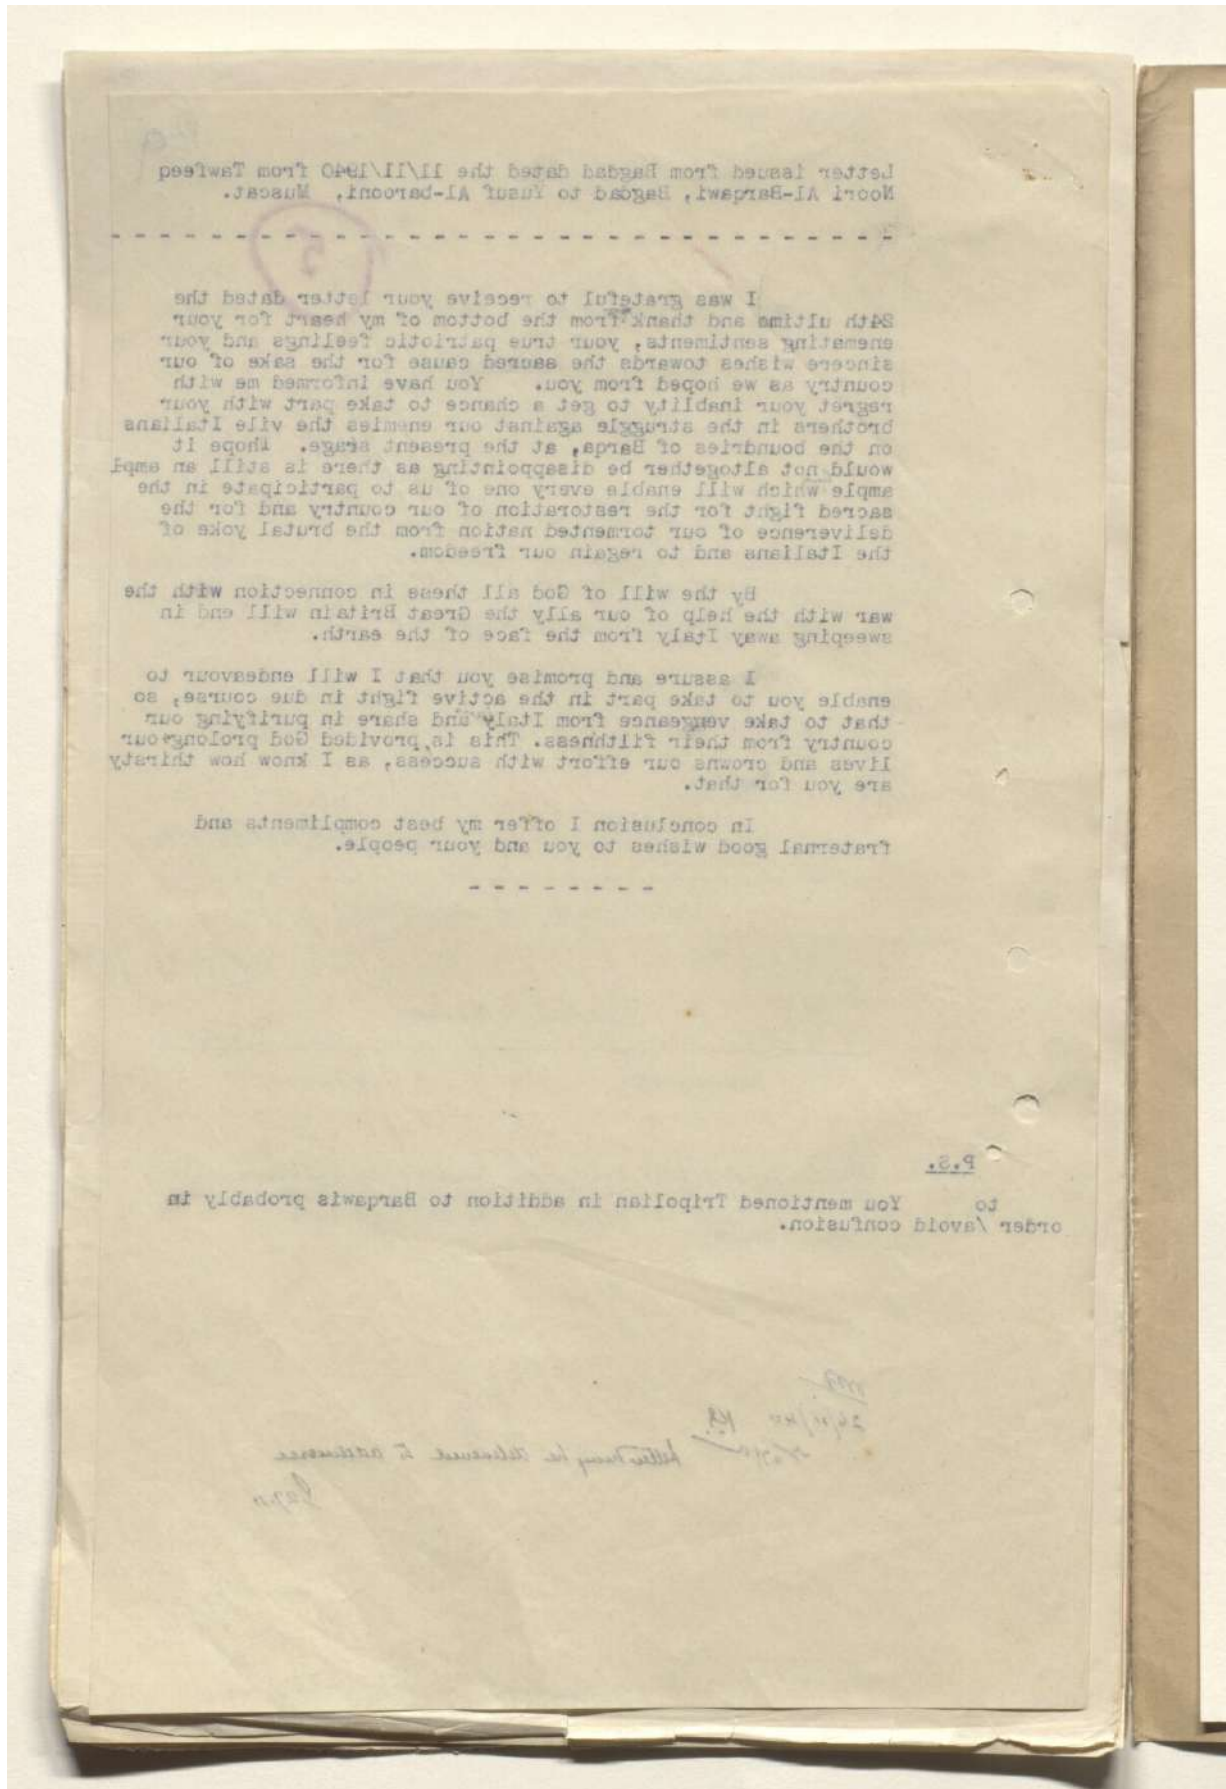 Letter issued from Bagdad dated the 11/11/1940 from Tawfeeq
Noori Al-Barqawi, Bagdad to Yusuf Al-barooni, Muscat.
- - - - - - - - - - - - - - - - - - - - - - - - - - - - - - - -
5
I was grateful to receive your letter dated the
24th ultimo and thank from the bottom of my heart for your
enemating sentiments, your true patriotic feelings and your
sincere wishes towards the sacred cause for the sake of our
country as we hoped from you. You have informed me with
regret your inablity to get a chance to take part with your
brothers in the struggle against our enemies the vile Italians
on the boundries of Barqa, at the present stage. Ihope it
would not altogether be disappointing as there is still an ampl
ample which will enable every one of us to participate in the
sacred fight for the restoration of our country and for the
deliverence of our tormented nation from the brutal yoke of
the Italians and to regain our freedom.
By the will of God all these in connection with the
war with the help of our ally the Great Britain will end in
sweeping away Italy from the face of the earth.
I assure and promise you that I will endeavour to
enable you to take part in the active fight in due course, so
that to take vengeance from Italy and share in purifying our
country from their filthness. This is, provided God prolong our
lives and crowns our effort with success, as I know how thirsty
are you for that.
In conclusion I offer my best compliments and
fraternal good wishes to you and your people.
- - - - - - - -
P.S.
to You mentioned Tripolian in addition to Barqawis probably in
order /avoid confusion.
26/11/40
Letter may be delivered to addressee